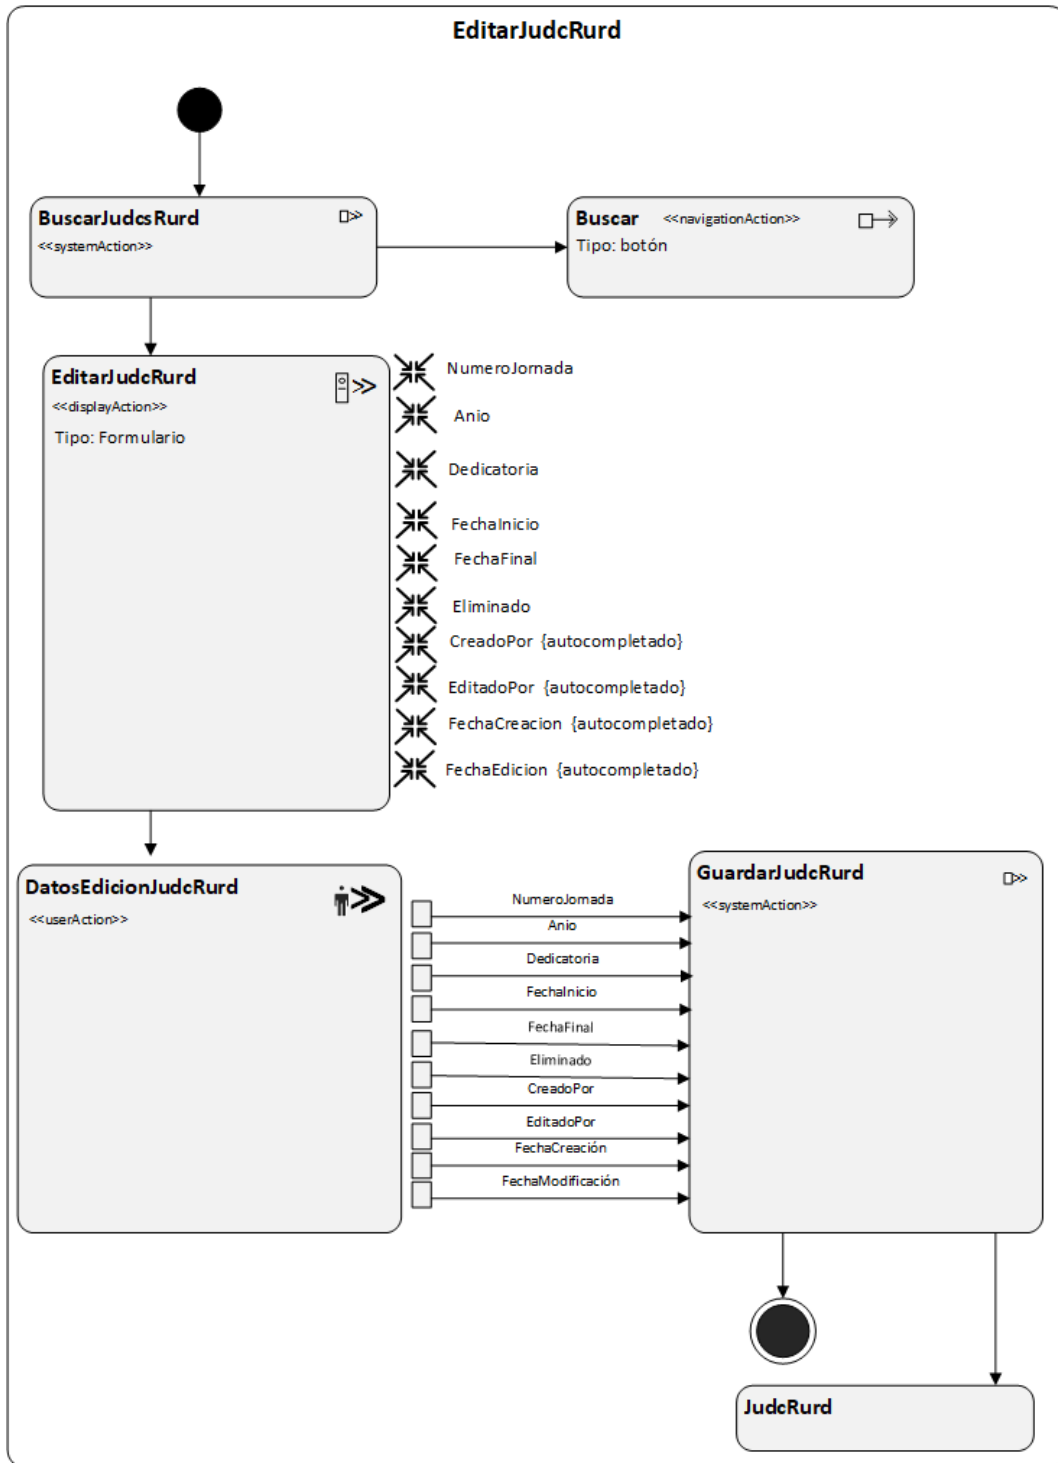 EditarJudcRurd
BuscarJudcsRurd
<<systemAction>>
Buscar <<navigationAction>>
Tipo: botón
EditarJudcRurd
<<displayAction>>
Tipo: Formulario
NumeroJornada
Anio
Dedicatoria
FechaInicio
FechaFinal
Eliminado
CreadoPor {autocompletado}
EditadoPor {autocompletado}
FechaCreacion {autocompletado}
FechaEdicion {autocompletado}
DatosEdicionJudcRurd
<<userAction>>
NumeroJornada
Anio
Dedicatoria
FechaInicio
FechaFinal
Eliminado
CreadoPor
EditadoPor
FechaCreación
FechaModificación
GuardarJudcRurd
<<systemAction>>
JudcRurd